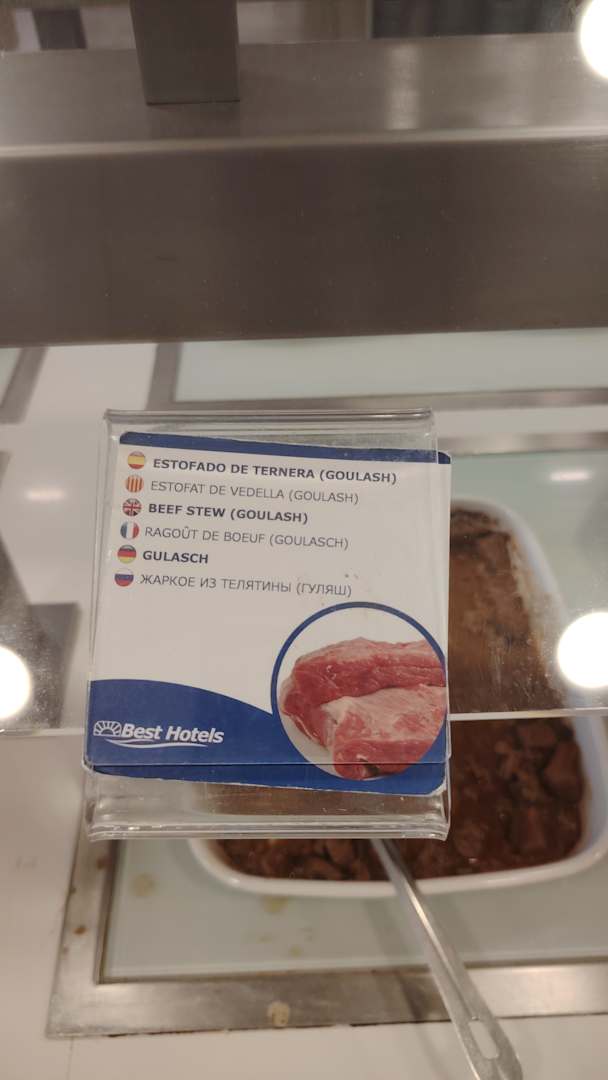 ESTOFADO DE TERNERA (GOULASH)
ESTOFAT DE VEDELLA (GOULASH)
BEEF STEW (GOULASH)
RAGOÛT DE BOEUF (GOULASCH)
GULASCH
ЖАРКОЕ ИЗ ТЕЛЯТИНЫ (ГУЛЯШ)
Best Hotels